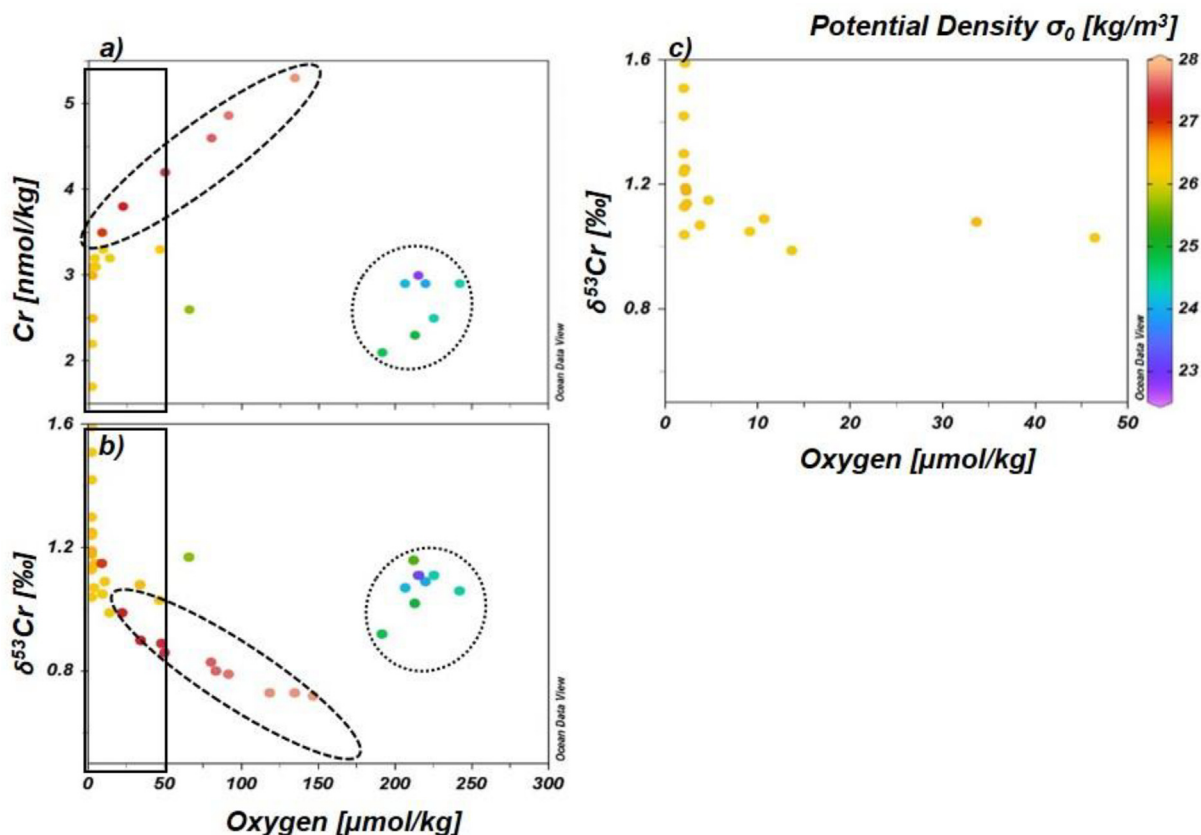 Potential Density σ₀ [kg/m³]
a)
c)
5
4
3
2
Cr [nmol/kg]
Ocean Data View
1.6
1.2
0.8
δ⁵³Cr [‰]
Ocean Data View
28
27
26
25
24
23
0 10 20 30 40 50
Oxygen [µmol/kg]
b)
1.6
1.2
0.8
δ⁵³Cr [‰]
Ocean Data View
0 50 100 150 200 250 300
Oxygen [µmol/kg]